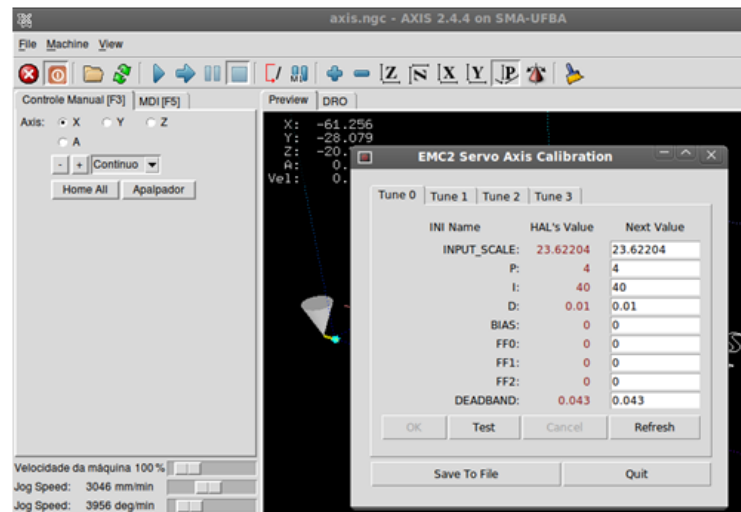 axis.ngc - AXIS 2.4.4 on SMA-UFBA
File Machine View
Z N X Y P
Controle Manual [F3] MDI [F5]
Preview DRO
Axis: X Y Z
A
- + Continuo
Home All Apalpador
X: -61.256
Y: -28.079
Z: -20.
A: 0.
Vel: 0.
EMC2 Servo Axis Calibration
Tune 0 Tune 1 Tune 2 Tune 3
INI Name HAL's Value Next Value
INPUT_SCALE: 23.62204 23.62204
P: 4 4
I: 40 40
D: 0.01 0.01
BIAS: 0 0
FF0: 0 0
FF1: 0 0
FF2: 0 0
DEADBAND: 0.043 0.043
OK Test Cancel Refresh
Save To File Quit
Velocidade da máquina 100%
Jog Speed: 3046 mm/min
Jog Speed: 3956 deg/min